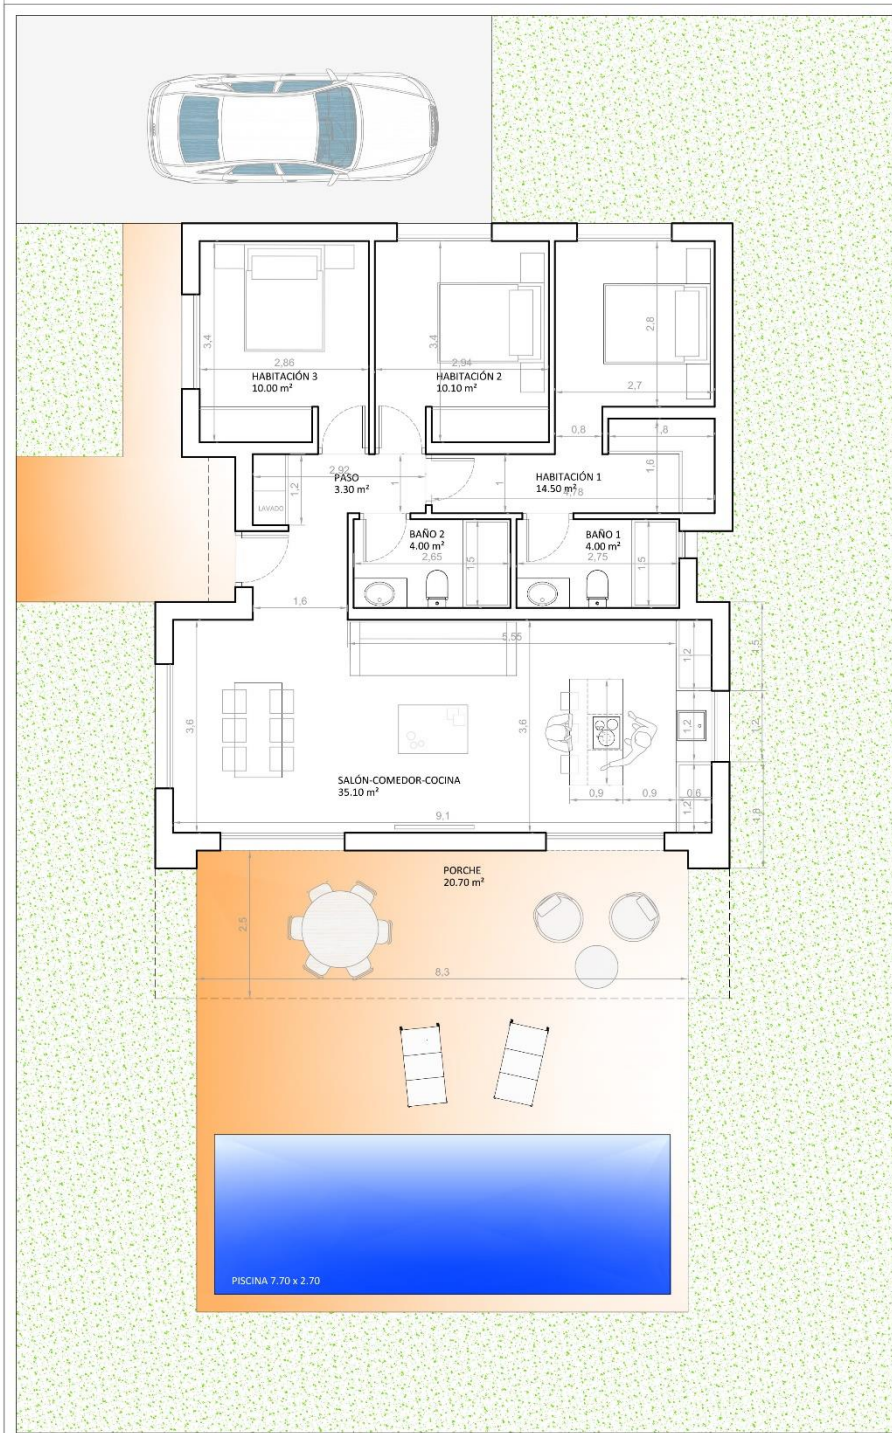 3,4
2,86
HABITACIÓN 3
10.00 m²
3,4
2,94
HABITACIÓN 2
10.10 m²
2,8
2,7
0,8
,8
1,6
2,92
PASO
3.30 m²
1,2
LAVADO
1
1
HABITACIÓN 1
14.50 m²
4,78
BAÑO 2
4.00 m²
2,65
1,5
BAÑO 1
4.00 m²
2,75
1,5
1,6
5,55
3,6
3,6
1,2
1,5
1,2
1,2
SALÓN-COMEDOR-COCINA
35.10 m²
0,9
0,9
0,6
1,2
1,8
9,1
PORCHE
20.70 m²
2,5
8,3
PISCINA 7.70 x 2.70